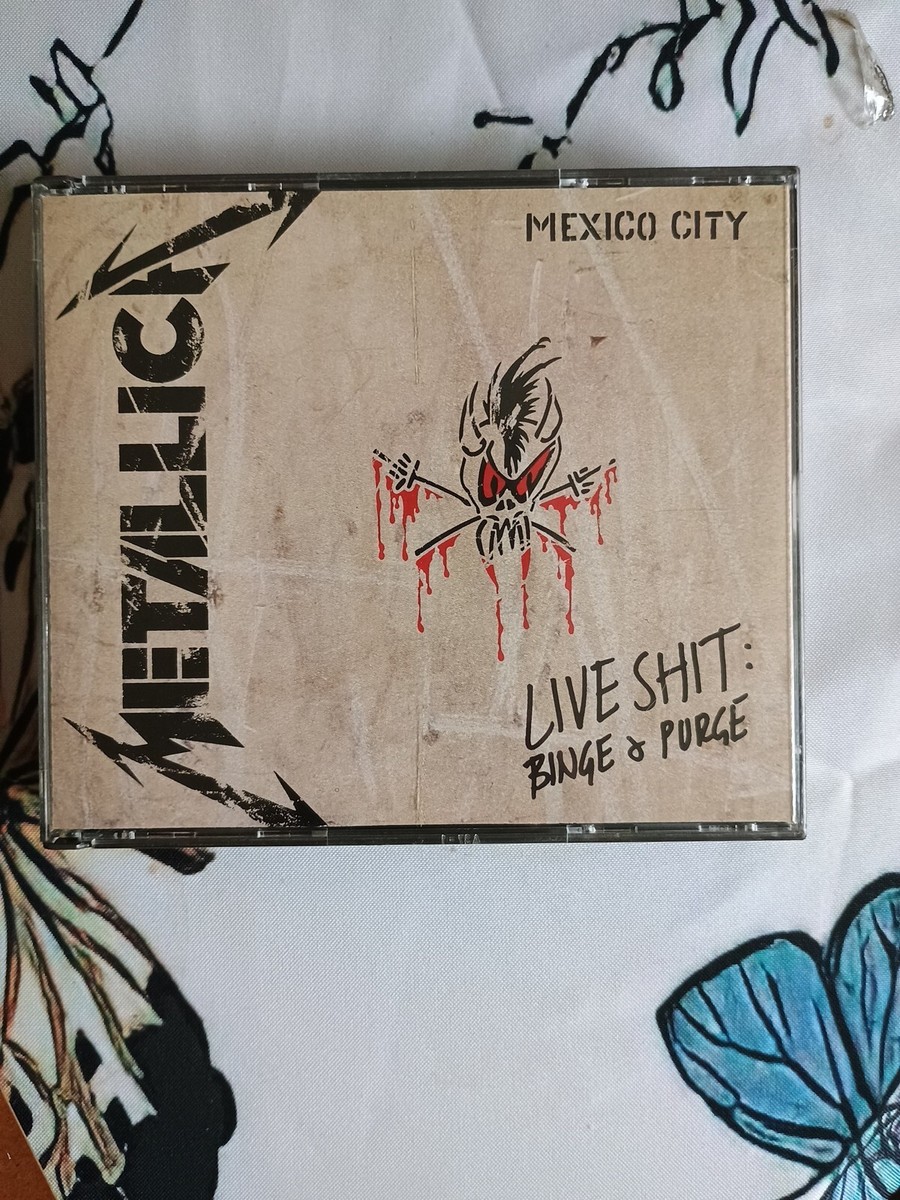 METALLICA
MEXICO CITY
LIVE SHIT:
BINGE & PURGE